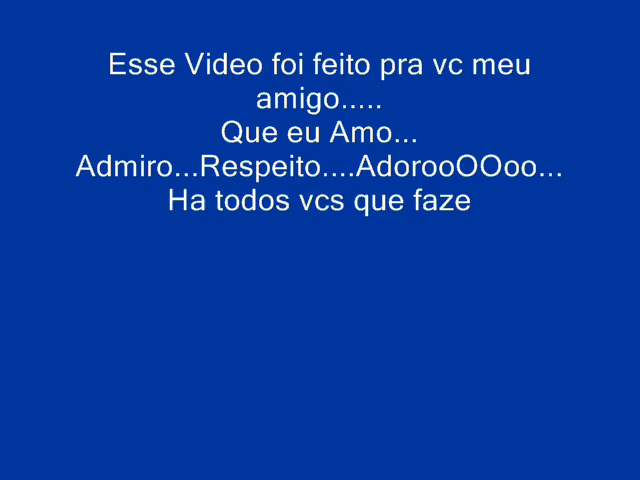 Esse Video foi feito pra vc meu
amigo.....
Que eu Amo...
Admiro...Respeito....AdorooOOoo...
Ha todos vcs que faze